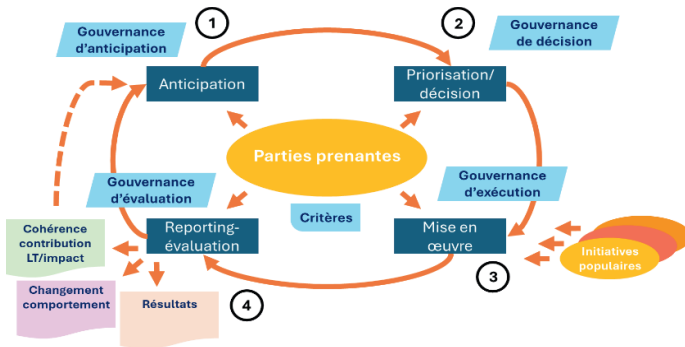 1
2
Gouvernance
d'anticipation
Gouvernance
de décision
Anticipation
Priorisation/
décision
Parties prenantes
Gouvernance
d'évaluation
Gouvernance
d'exécution
Critères
Reporting-
évaluation
Mise en
œuvre
Cohérence
contribution
LT/impact
Initiatives
populaires
3
Changement
comportement
Résultats
4